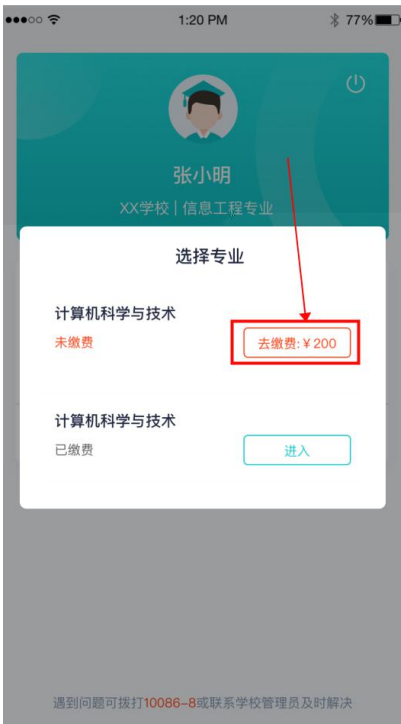 1:20 PM 77%
张小明
XX学校 | 信息工程专业
选择专业
计算机科学与技术
未缴费 去缴费:¥200
计算机科学与技术
已缴费 进入
遇到问题可拨打10086-8或联系学校管理员及时解决